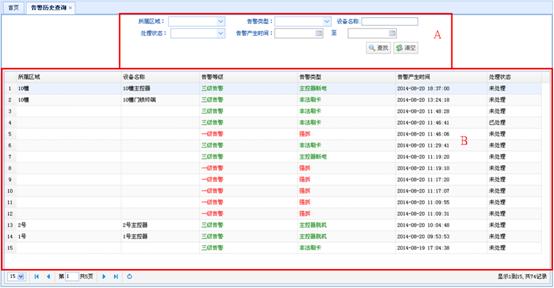 首页 告警历史查询 ×
所属区域： 告警类型： 设备名称：
处理状态： 告警产生时间： 至
A
查找 清空
所属区域 设备名称 告警等级 告警类型 告警产生时间 处理状态
1 10幢 10幢主控器 三级告警 主控器断电 2014-08-20 18:37:00 未处理
2 10幢 10幢门铁终端 三级告警 非法刷卡 2014-08-20 13:24:18 未处理
3 三级告警 非法刷卡 2014-08-20 11:48:28 未处理
4 三级告警 非法刷卡 2014-08-20 11:46:41 已处理
5 一级告警 强拆 2014-08-20 11:46:06 未处理
B
6 三级告警 非法刷卡 2014-08-20 11:29:41 未处理
7 三级告警 主控器断电 2014-08-20 11:19:20 未处理
8 一级告警 强拆 2014-08-20 11:18:10 未处理
9 一级告警 强拆 2014-08-20 11:17:20 未处理
10 一级告警 强拆 2014-08-20 11:17:07 未处理
11 一级告警 强拆 2014-08-20 11:09:55 未处理
12 一级告警 强拆 2014-08-20 11:09:31 未处理
13 2号 2号主控器 三级告警 主控器脱机 2014-08-20 10:04:48 未处理
14 1号 1号主控器 三级告警 主控器脱机 2014-08-20 09:53:53 未处理
15 三级告警 非法刷卡 2014-08-19 17:04:38 未处理
15 第 1 共5页 显示1到15,共74记录